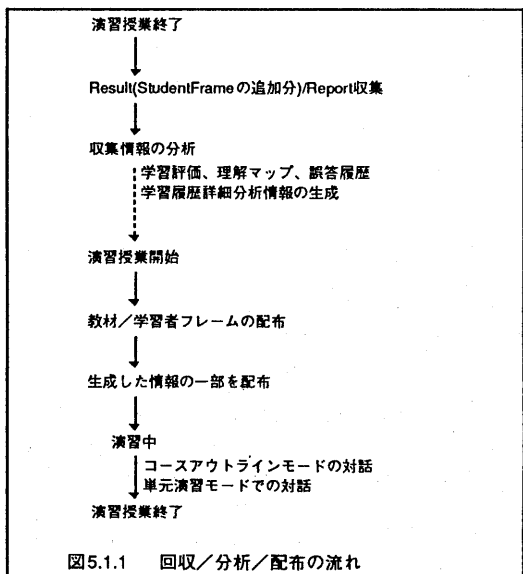 演習授業終了
Result(StudentFrameの追加分)/Report収集
収集情報の分析
学習評価、理解マップ、誤答履歴
学習履歴詳細分析情報の生成
演習授業開始
教材／学習者フレームの配布
生成した情報の一部を配布
演習中
コースアウトラインモードの対話
単元演習モードでの対話
演習授業終了
図5.1.1 回収／分析／配布の流れ